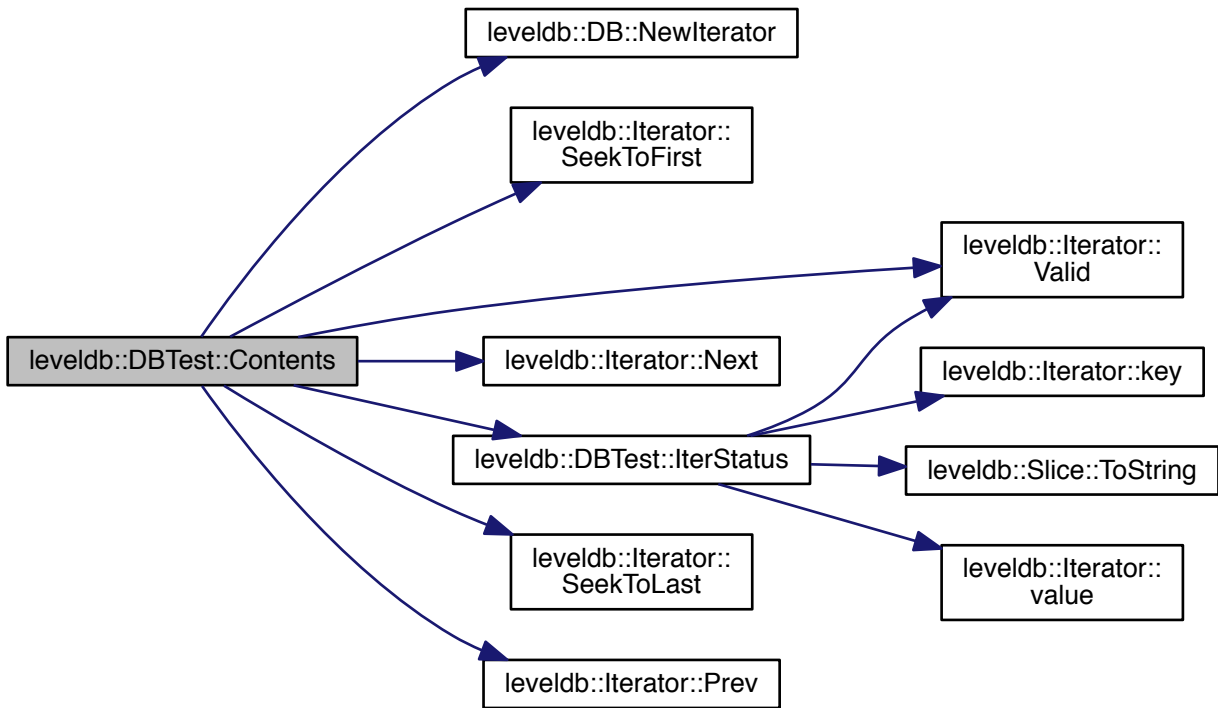 leveldb::DB::NewIterator
leveldb::Iterator::
SeekToFirst
leveldb::Iterator::
Valid
leveldb::DBTest::Contents
leveldb::Iterator::Next
leveldb::Iterator::key
leveldb::DBTest::IterStatus
leveldb::Slice::ToString
leveldb::Iterator::
SeekToLast
leveldb::Iterator::
value
leveldb::Iterator::Prev